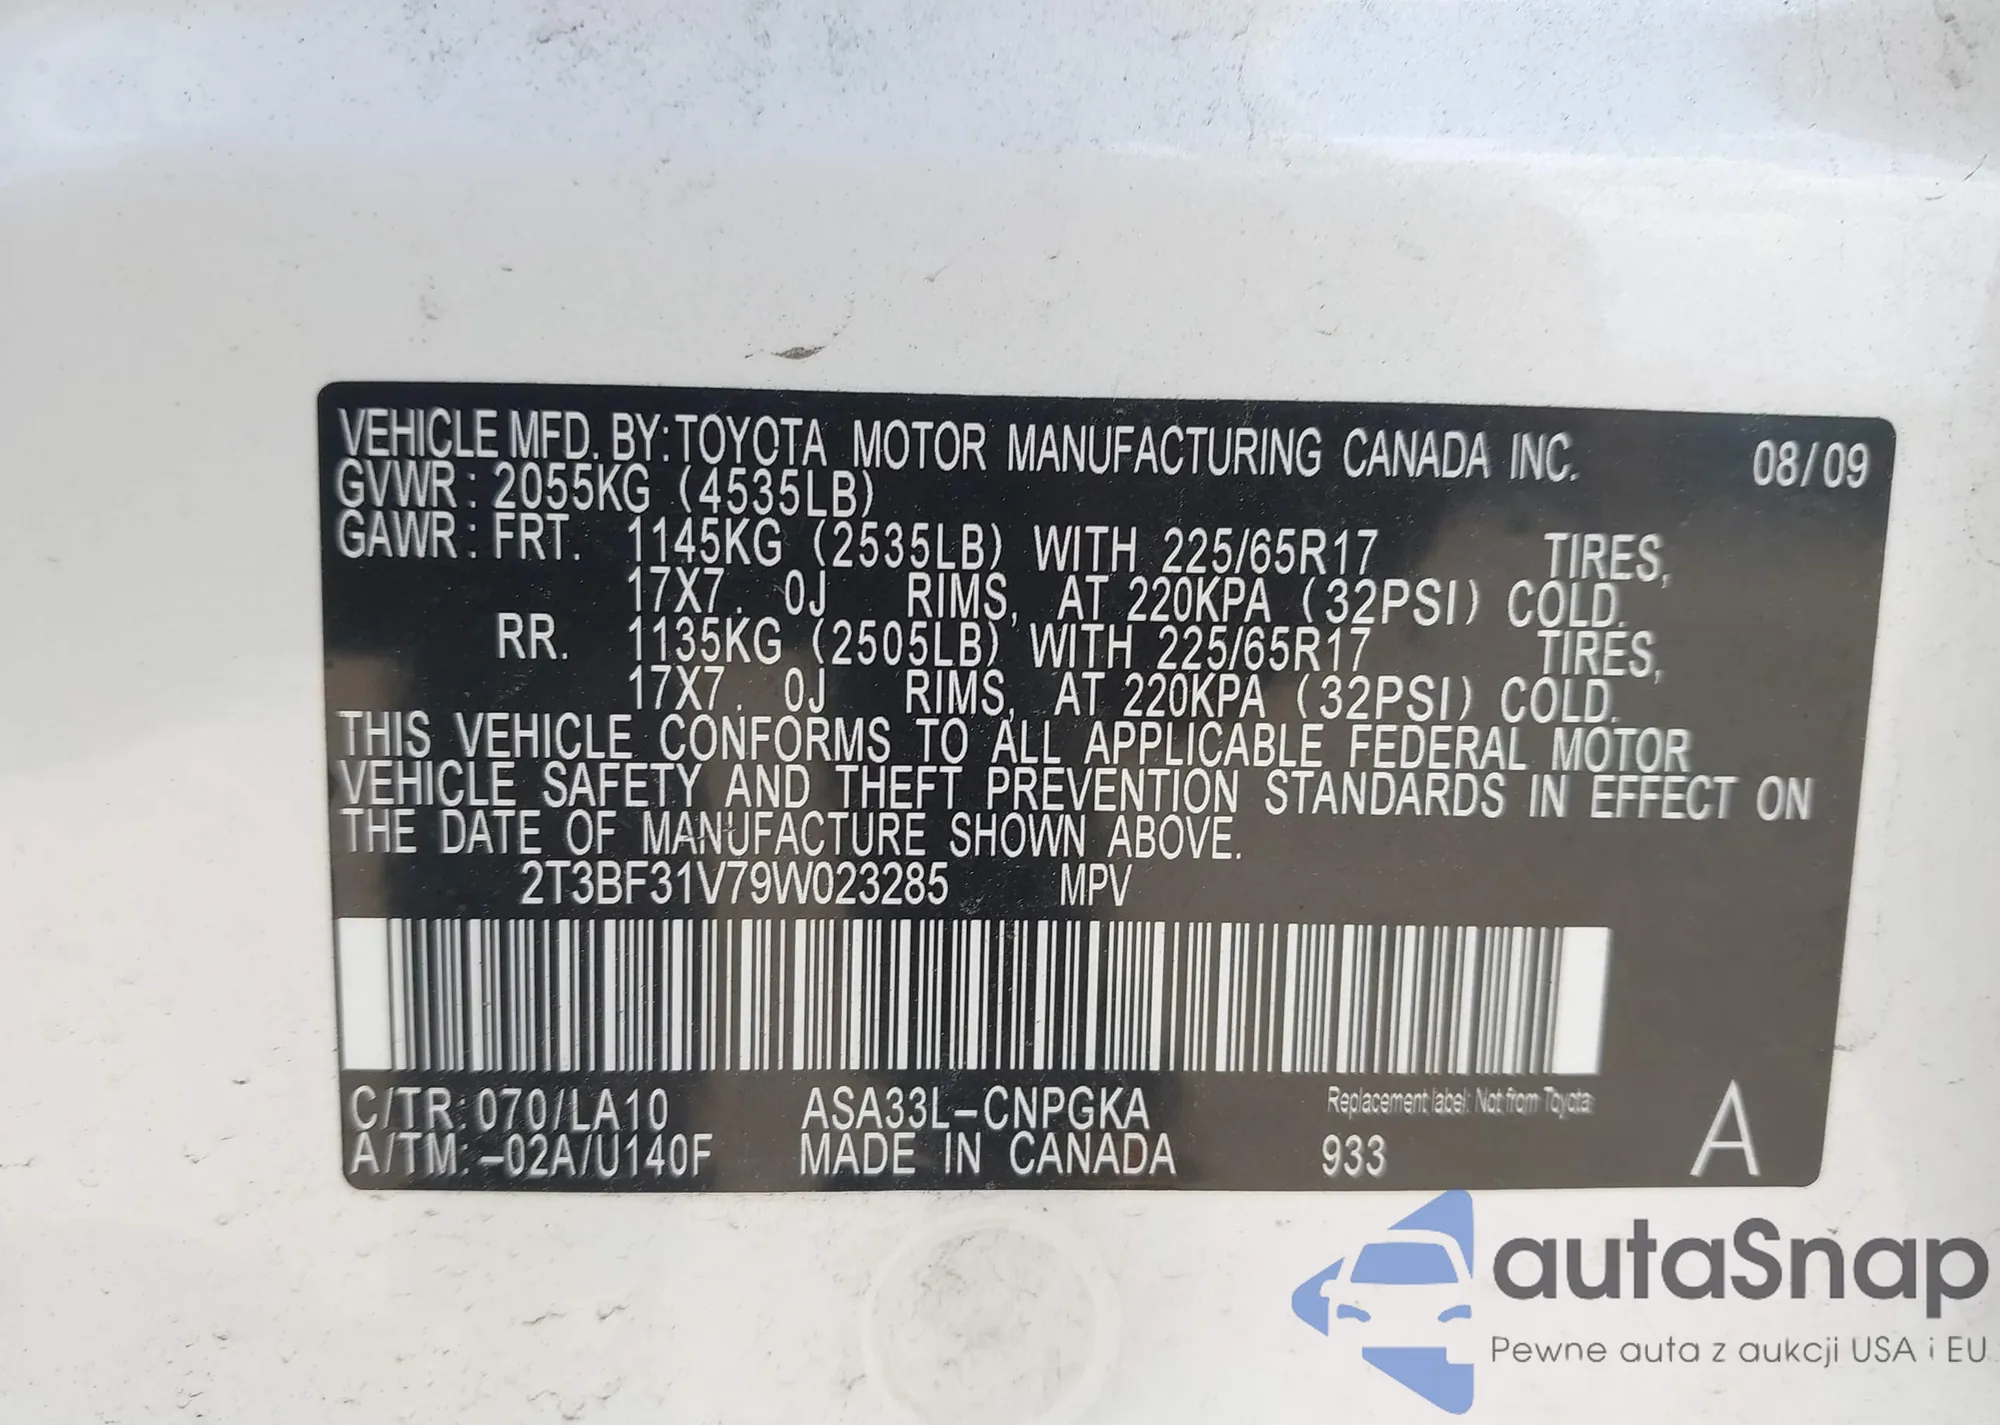 VEHICLE MFD. BY: TOYOTA MOTOR MANUFACTURING CANADA INC. 08/09
GVWR: 2055KG (4535LB)
GAWR: FRT. 1145KG (2535LB) WITH 225/65R17 TIRES,
17X7. 0J RIMS, AT 220KPA (32PSI) COLD.
RR. 1135KG (2505LB) WITH 225/65R17 TIRES,
17X7. 0J RIMS, AT 220KPA (32PSI) COLD.
THIS VEHICLE CONFORMS TO ALL APPLICABLE FEDERAL MOTOR
VEHICLE SAFETY AND THEFT PREVENTION STANDARDS IN EFFECT ON
THE DATE OF MANUFACTURE SHOWN ABOVE.
2T3BF31V79W023285 MPV
C/TR: 070/LA10 ASA33L-CNPGKA Replacement label: Not from Toyota
A/TM: -02A/U140F MADE IN CANADA 933 A
autaSnap
Pewne auta z aukcji USA i EU